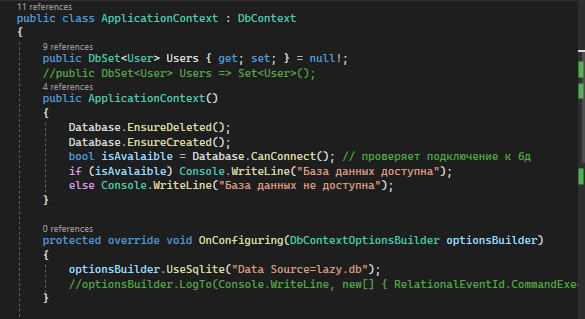 11 references
public class ApplicationContext : DbContext
{
9 references
public DbSet<User> Users { get; set; } = null!;
//public DbSet<User> Users => Set<User>();
4 references
public ApplicationContext()
{
Database.EnsureDeleted();
Database.EnsureCreated();
bool isAvalaible = Database.CanConnect(); // проверяет подключение к бд
if (isAvalaible) Console.WriteLine("База данных доступна");
else Console.WriteLine("База данных не доступна");
}
0 references
protected override void OnConfiguring(DbContextOptionsBuilder optionsBuilder)
{
optionsBuilder.UseSqlite("Data Source=lazy.db");
//optionsBuilder.LogTo(Console.WriteLine, new[] { RelationalEventId.CommandExe
}